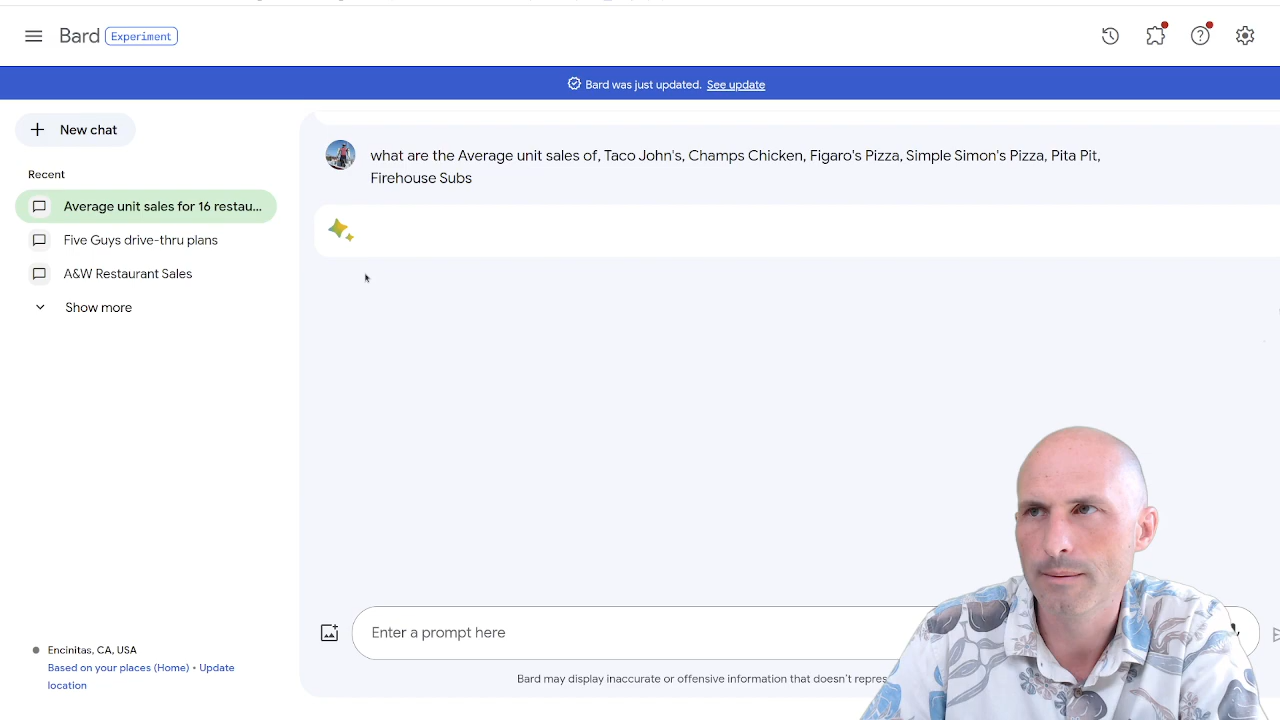 Bard Experiment
Bard was just updated. See update
New chat
Recent
Average unit sales for 16 restau...
Five Guys drive-thru plans
A&W Restaurant Sales
Show more
what are the Average unit sales of, Taco John's, Champs Chicken, Figaro's Pizza, Simple Simon's Pizza, Pita Pit,
Firehouse Subs
Enter a prompt here
Encinitas, CA, USA
Based on your places (Home) • Update
location
Bard may display inaccurate or offensive information that doesn't repres